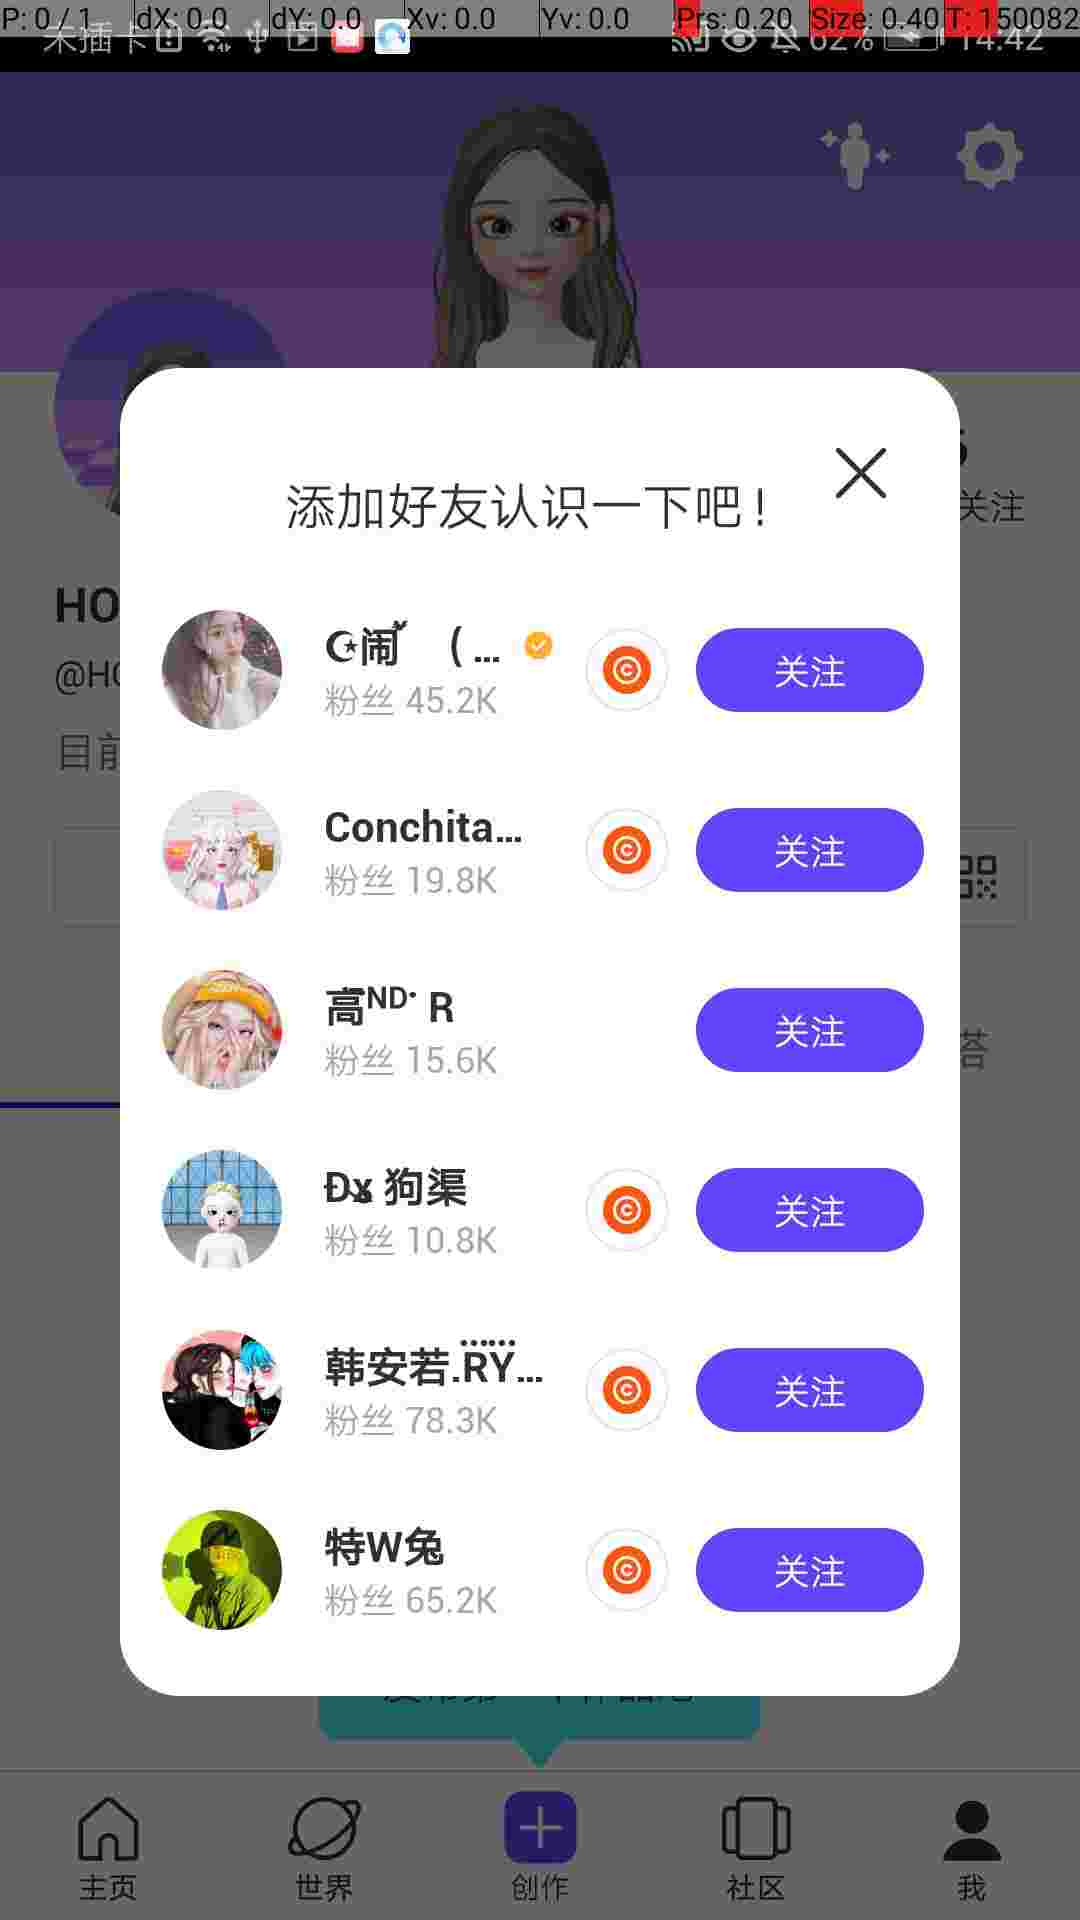 P: 0 / 1 dX: 0.0 dY: 0.0 Xv: 0.0 Yv: 0.0 Prs: 0.20 Size: 0.40 T: 150082
未插卡 62% 14:42
添加好友认识一下吧!
关注
HO
@HO
目前
闹 (...
粉丝 45.2K
关注
Conchita...
粉丝 19.8K
关注
高ᴺᴰ· R
粉丝 15.6K
关注
狗渠
粉丝 10.8K
关注
韩安若.RY...
粉丝 78.3K
关注
特W兔
粉丝 65.2K
关注
主页 世界 创作 社区 我